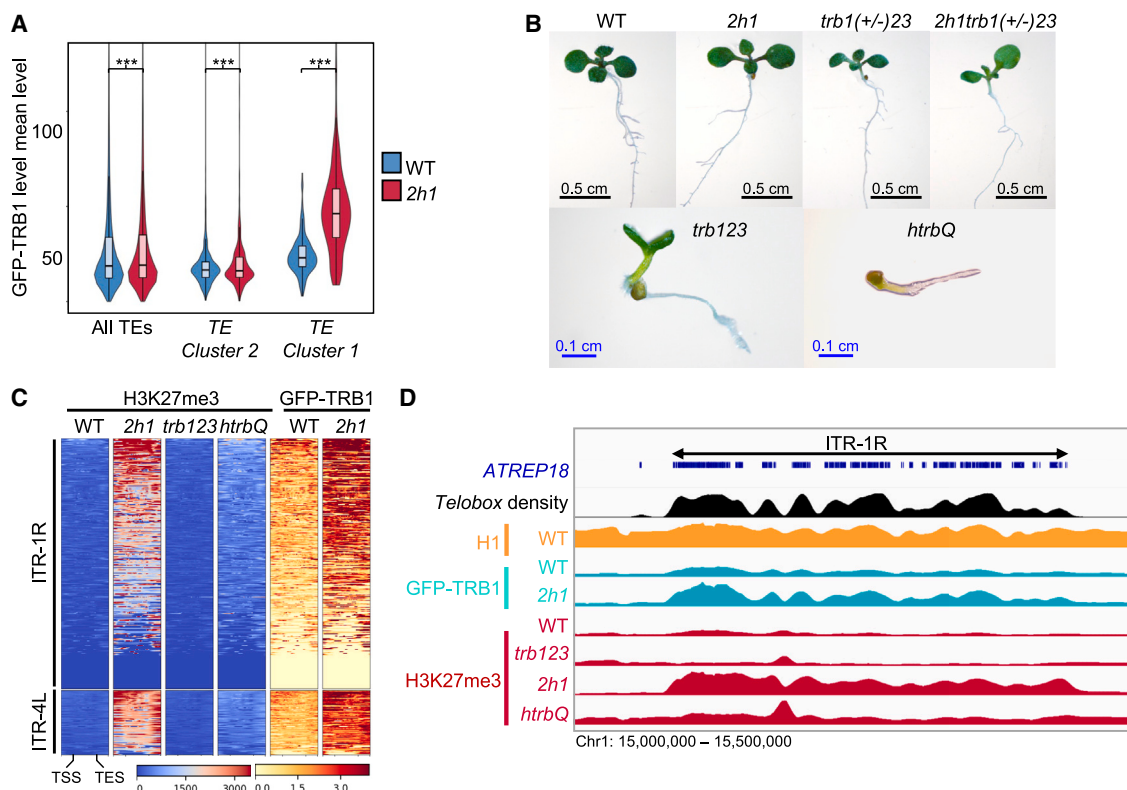 A
GFP-TRB1 level mean level
100
50
*** *** ***
All TEs
TE Cluster 2
TE Cluster 1
WT
2h1
B
WT 2h1 trb1(+/-)23 2h1trb1(+/-)23
0.5 cm 0.5 cm 0.5 cm 0.5 cm
trb123 htrbQ
0.1 cm 0.1 cm
C
H3K27me3 GFP-TRB1
WT 2h1 trb123 htrbQ WT 2h1
ITR-1R
ITR-4L
TSS TES
0 1500 3000 0.0 1.5 3.0
D
ITR-1R
ATREP18
Telobox density
H1 WT
GFP-TRB1
WT
2h1
H3K27me3
WT
trb123
2h1
htrbQ
Chr1: 15,000,000 – 15,500,000